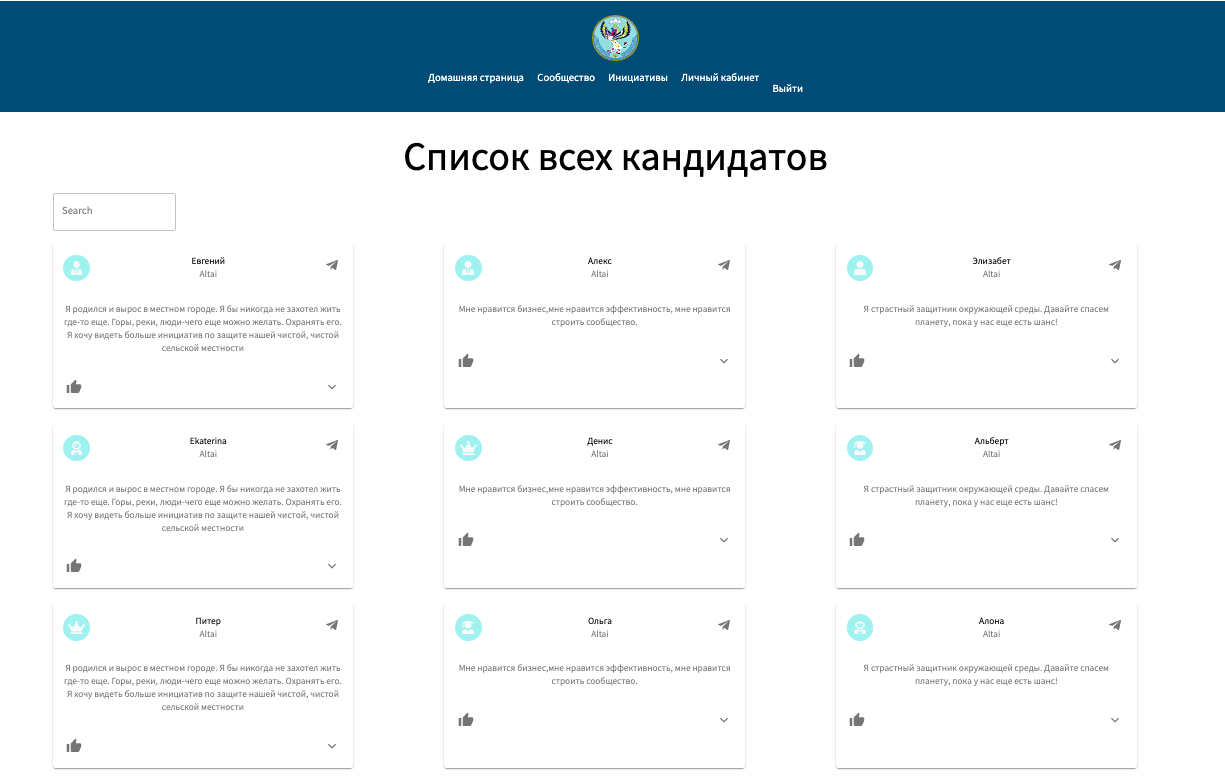 Домашняя страница Сообщество Инициативы Личный кабинет
Выйти
Список всех кандидатов
Search
Евгений
Altai
Я родился и вырос в местном городе. Я бы никогда не захотел жить
где-то еще. Горы, реки, люди-чего еще можно желать. Охранять его.
Я хочу видеть больше инициатив по защите нашей чистой, чистой
сельской местности
Алекс
Altai
Мне нравится бизнес,мне нравится эффективность, мне нравится
строить сообщество.
Элизабет
Altai
Я страстный защитник окружающей среды. Давайте спасем
планету, пока у нас еще есть шанс!
Ekaterina
Altai
Я родился и вырос в местном городе. Я бы никогда не захотел жить
где-то еще. Горы, реки, люди-чего еще можно желать. Охранять его.
Я хочу видеть больше инициатив по защите нашей чистой, чистой
сельской местности
Денис
Altai
Мне нравится бизнес,мне нравится эффективность, мне нравится
строить сообщество.
Альберт
Altai
Я страстный защитник окружающей среды. Давайте спасем
планету, пока у нас еще есть шанс!
Питер
Altai
Я родился и вырос в местном городе. Я бы никогда не захотел жить
где-то еще. Горы, реки, люди-чего еще можно желать. Охранять его.
Я хочу видеть больше инициатив по защите нашей чистой, чистой
сельской местности
Ольга
Altai
Мне нравится бизнес,мне нравится эффективность, мне нравится
строить сообщество.
Алона
Altai
Я страстный защитник окружающей среды. Давайте спасем
планету, пока у нас еще есть шанс!